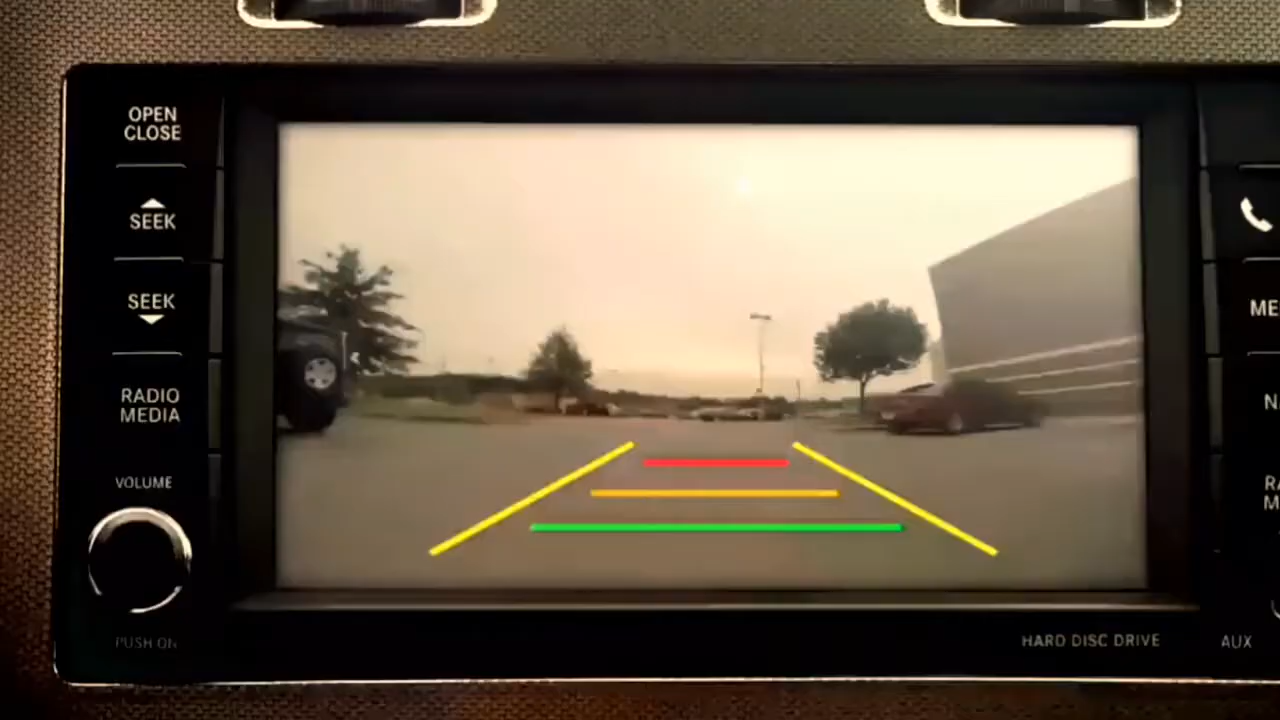 OPEN
CLOSE
SEEK
SEEK
RADIO
MEDIA
VOLUME
PUSH ON
HARD DISC DRIVE
AUX